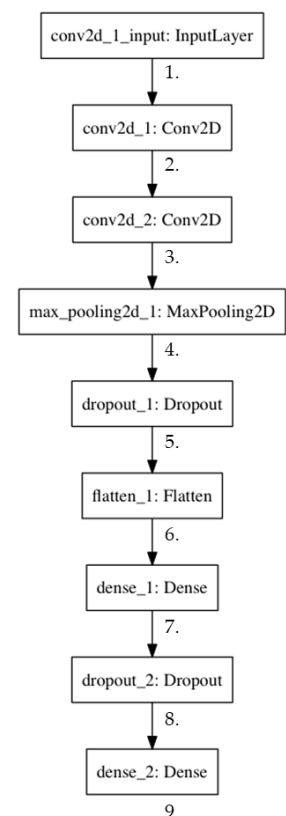 conv2d_1_input: InputLayer
1.
conv2d_1: Conv2D
2.
conv2d_2: Conv2D
3.
max_pooling2d_1: MaxPooling2D
4.
dropout_1: Dropout
5.
flatten_1: Flatten
6.
dense_1: Dense
7.
dropout_2: Dropout
8.
dense_2: Dense
9